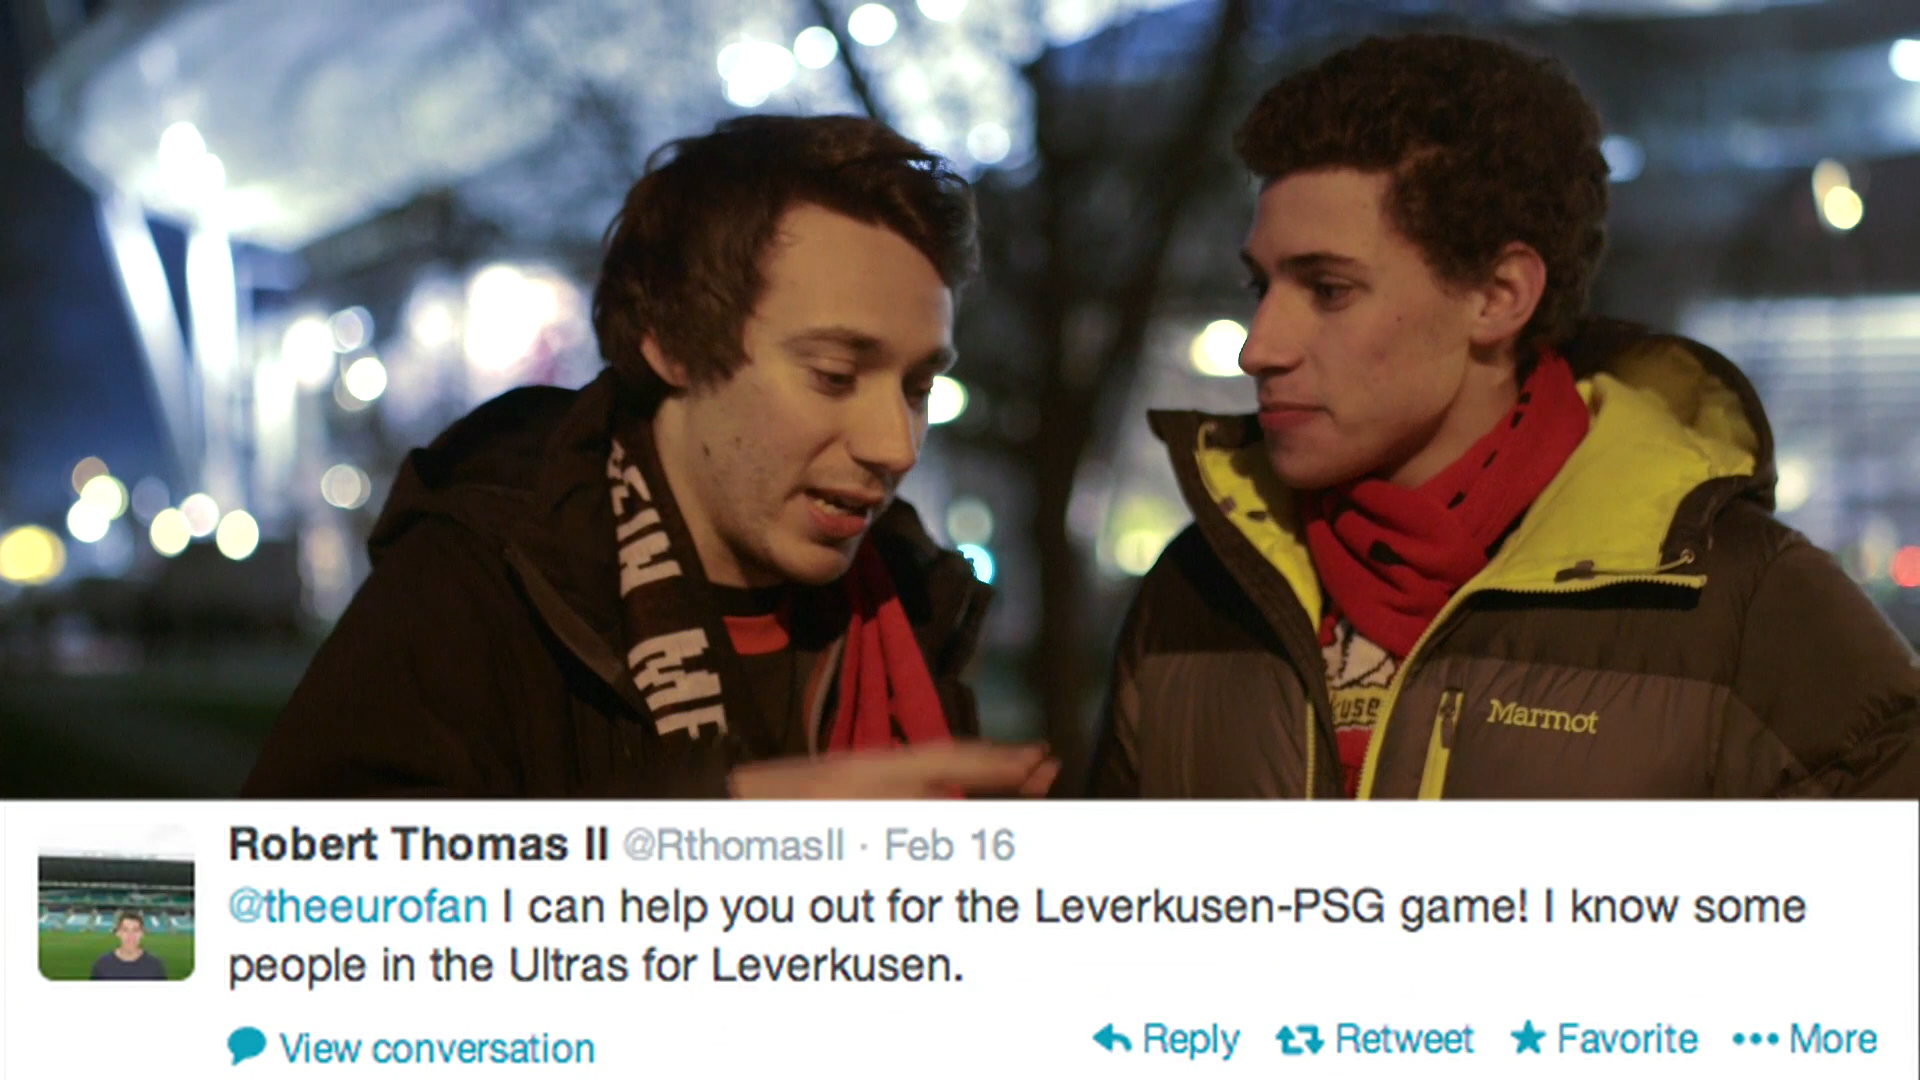 Marmot
Robert Thomas II @RthomasII · Feb 16
@theeurofan I can help you out for the Leverkusen-PSG game! I know some
people in the Ultras for Leverkusen.
View conversation
Reply Retweet Favorite More